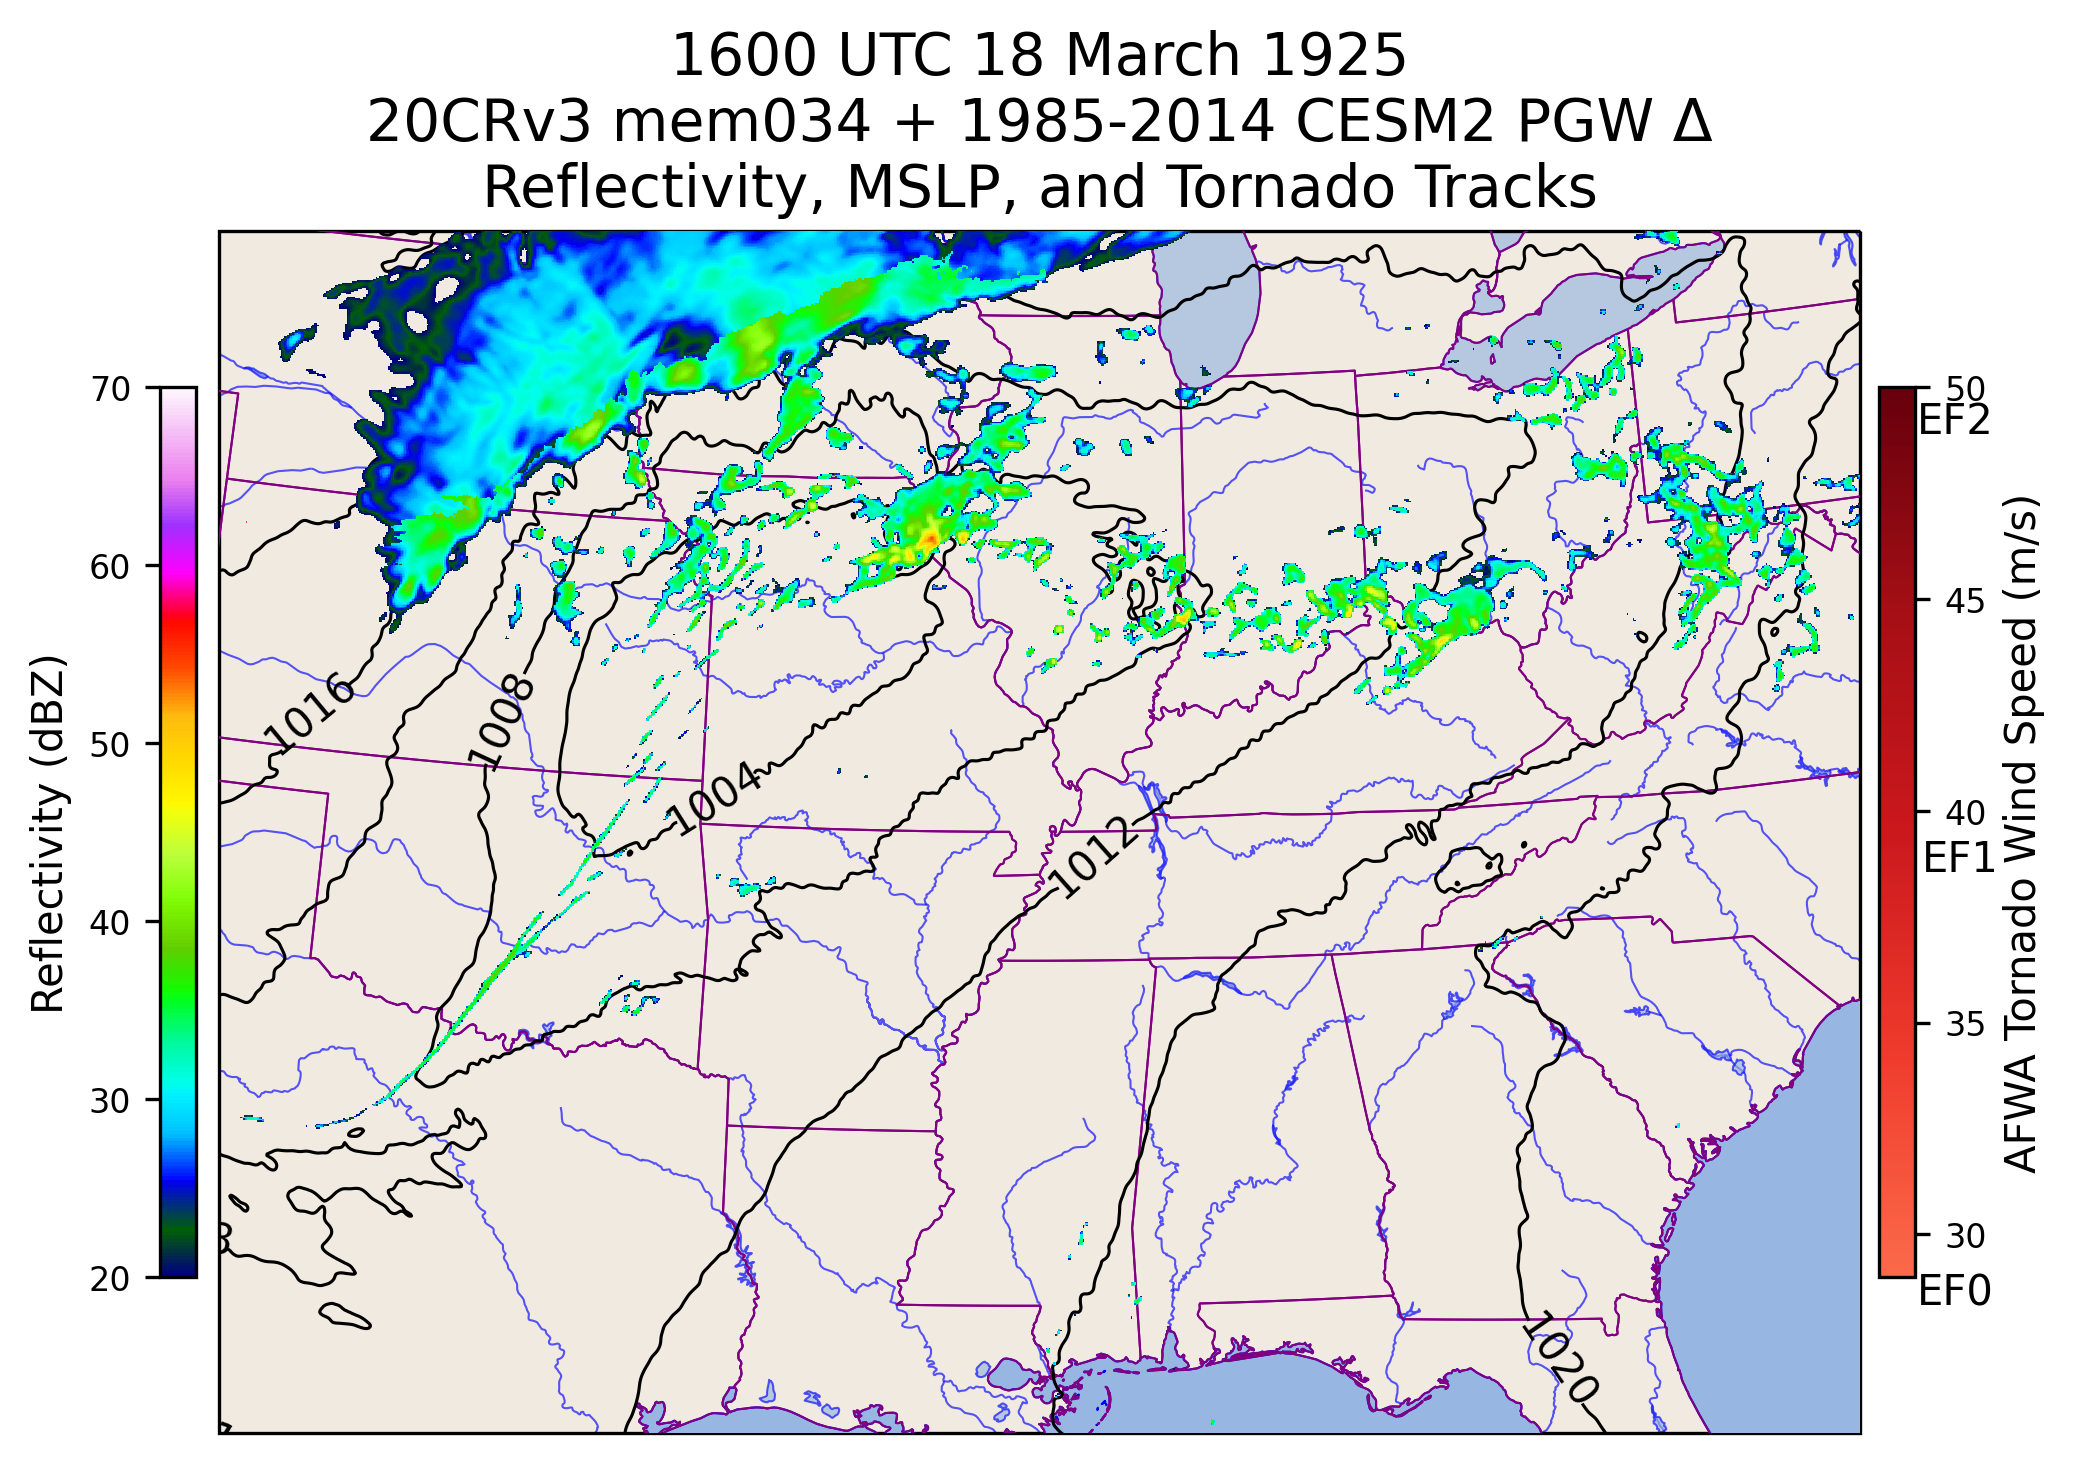 1600 UTC 18 March 1925
20CRv3 mem034 + 1985-2014 CESM2 PGW Δ
Reflectivity, MSLP, and Tornado Tracks
70
60
50
40
30
20
Reflectivity (dBZ)
1016
1008
1004
1012
1020
50
EF2
45
40
EF1
35
30
EF0
AFWA Tornado Wind Speed (m/s)